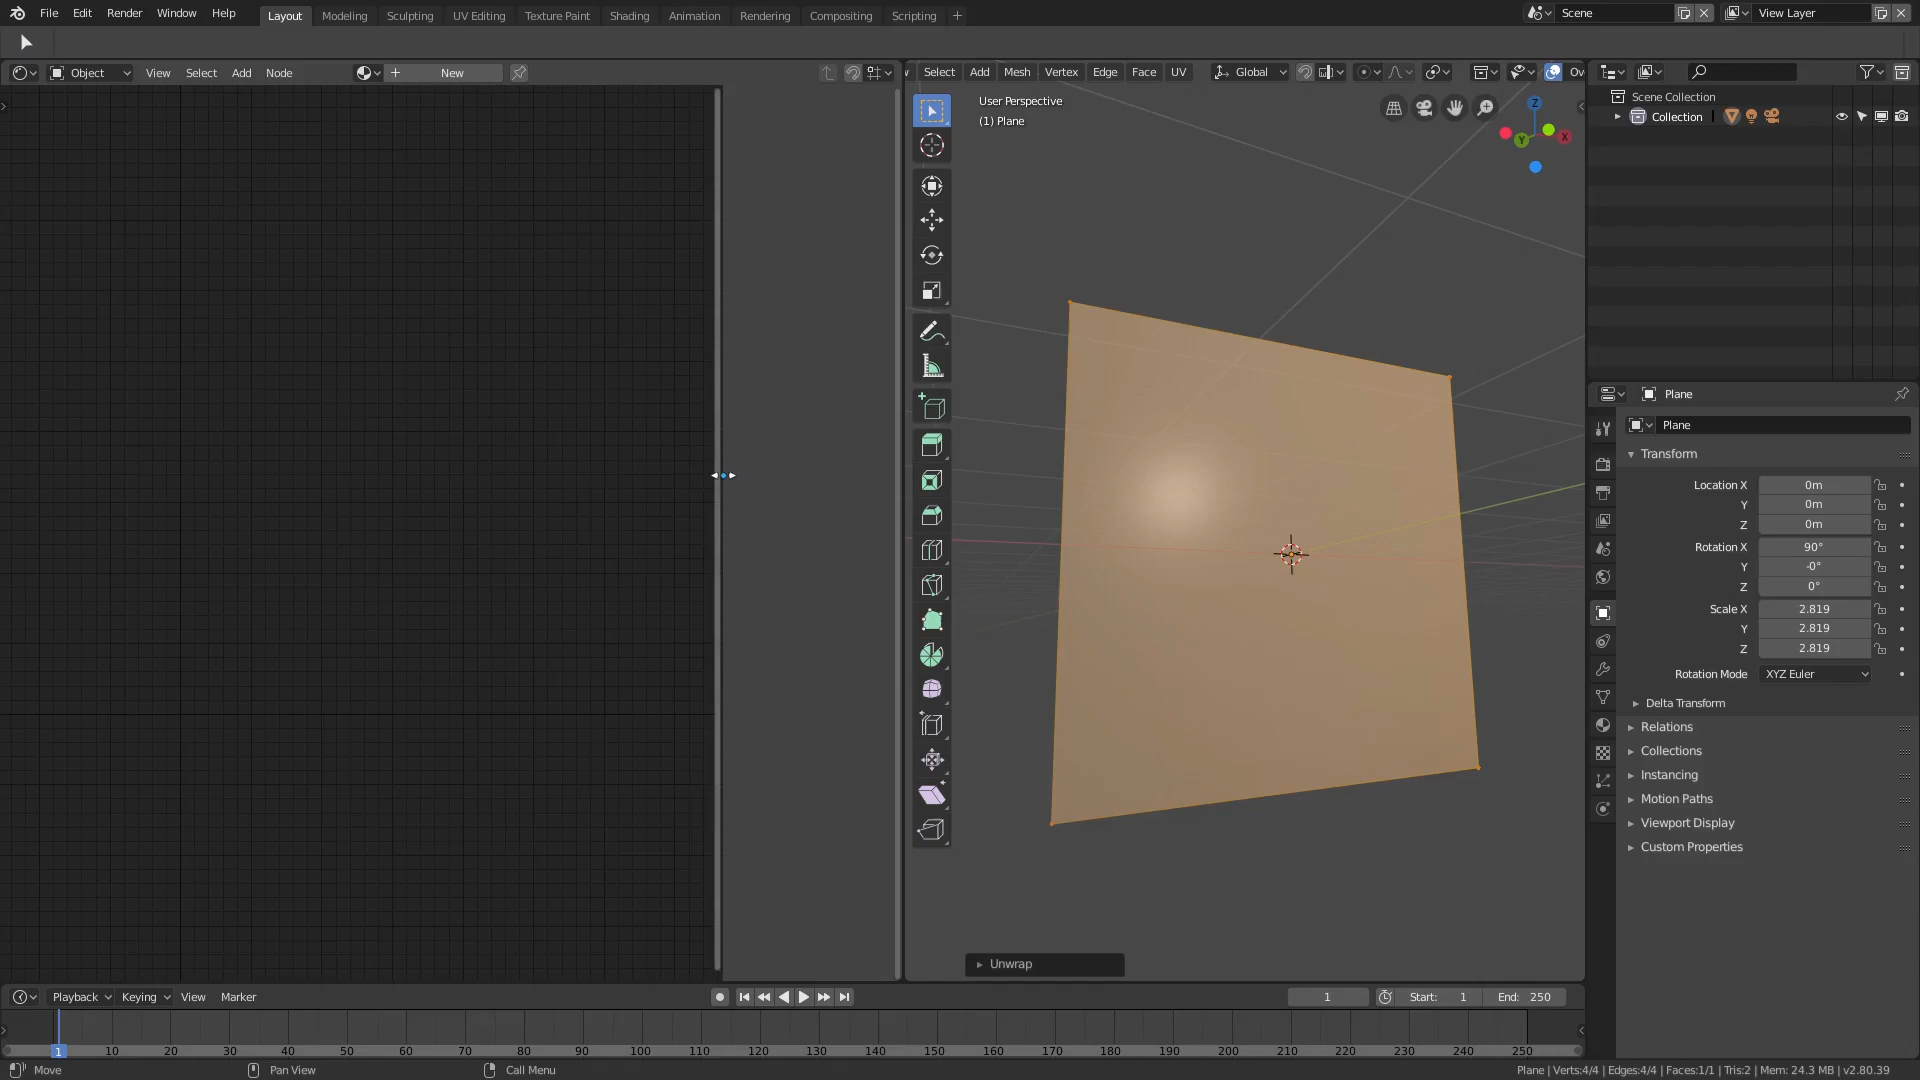 File Edit Render Window Help Layout Modeling Sculpting UV Editing Texture Paint Shading Animation Rendering Compositing Scripting + Scene View Layer
Object View Select Add Node + New
Select Add Mesh Vertex Edge Face UV Global Ov
User Perspective
(1) Plane
Z
X
Y
Unwrap
Scene Collection
Collection
Plane
Plane
Transform
Location X 0m
Y 0m
Z 0m
Rotation X 90°
Y -0°
Z 0°
Scale X 2.819
Y 2.819
Z 2.819
Rotation Mode XYZ Euler
Delta Transform
Relations
Collections
Instancing
Motion Paths
Viewport Display
Custom Properties
Playback Keying View Marker 1 Start: 1 End: 250
1 10 20 30 40 50 60 70 80 90 100 110 120 130 140 150 160 170 180 190 200 210 220 230 240 250
Move Pan View Call Menu Plane | Verts:4/4 | Edges:4/4 | Faces:1/1 | Tris:2 | Mem: 24.3 MB | v2.80.39